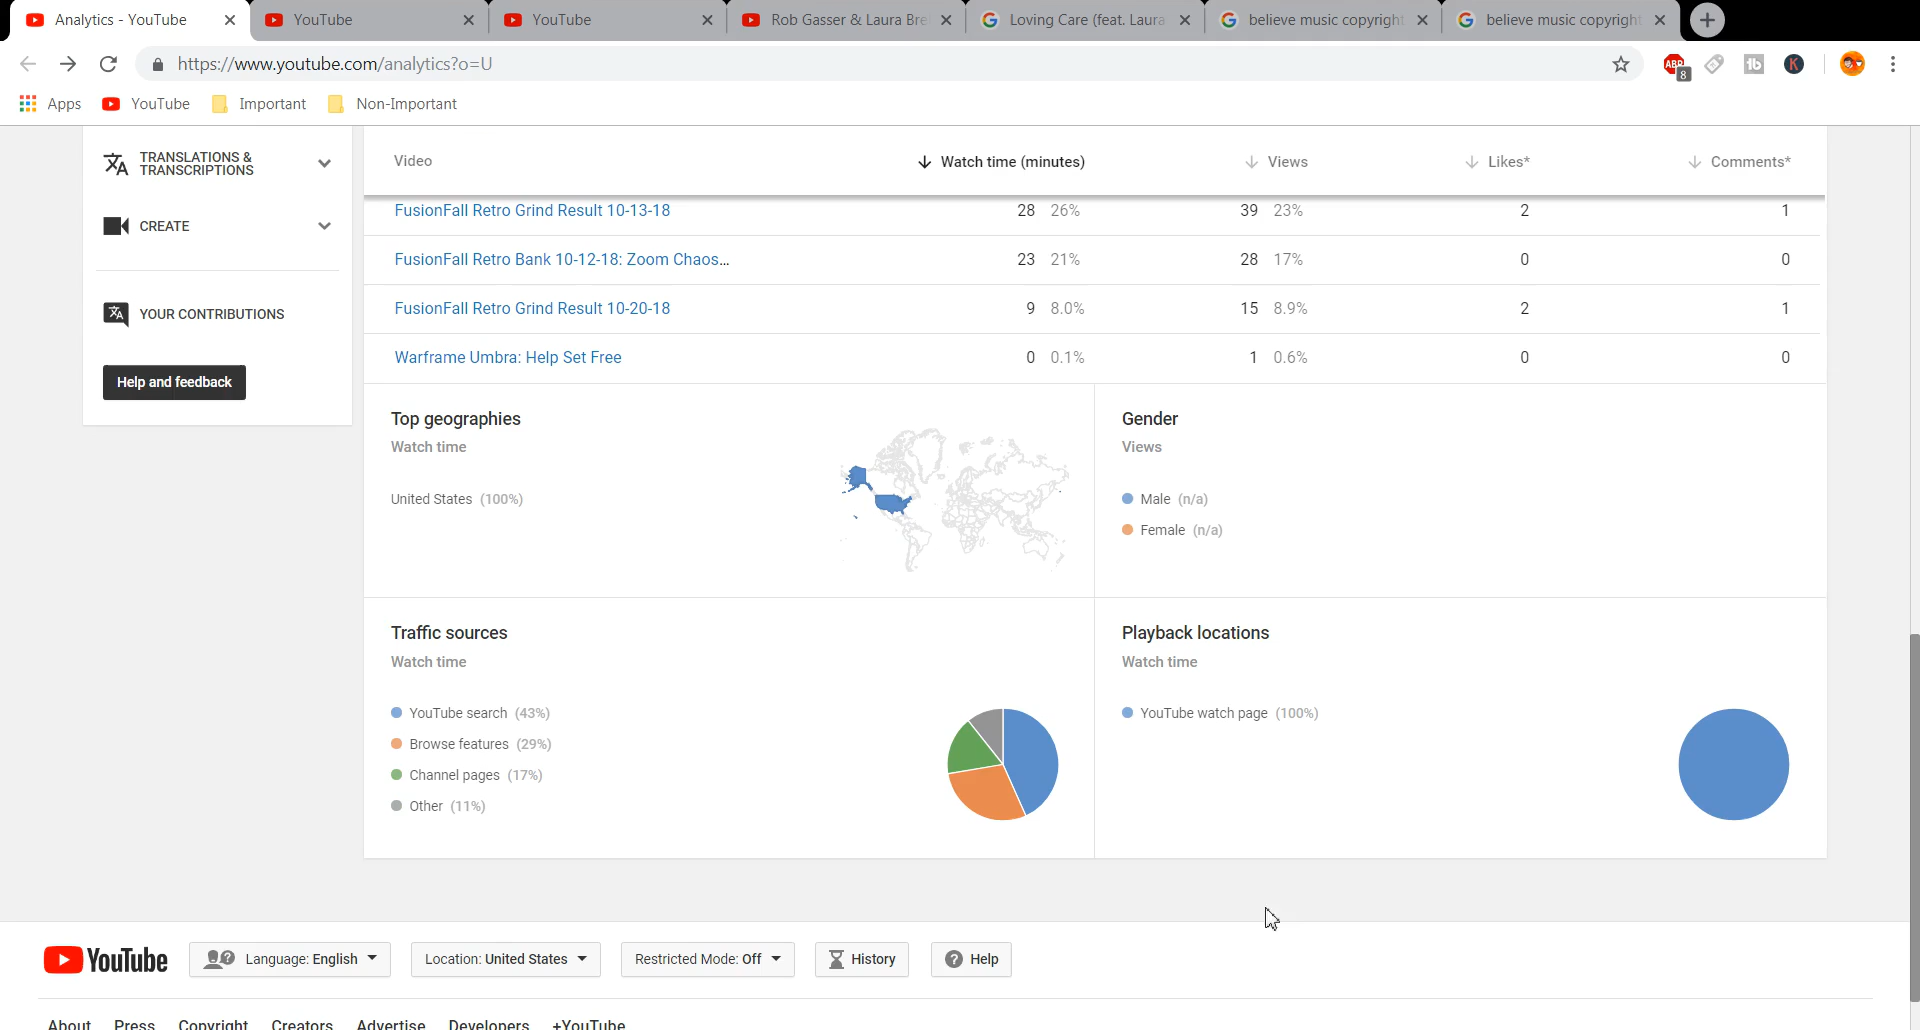 Analytics - YouTube
YouTube
YouTube
Rob Gasser & Laura Bre
Loving Care (feat. Laura
believe music copyright
believe music copyright
https://www.youtube.com/analytics?o=U
ABP
8
tb
K
Apps
YouTube
Important
Non-Important
TRANSLATIONS &
TRANSCRIPTIONS
CREATE
YOUR CONTRIBUTIONS
Help and feedback
Video Watch time (minutes) Views Likes* Comments*
FusionFall Retro Grind Result 10-13-18 28 26% 39 23% 2 1
FusionFall Retro Bank 10-12-18: Zoom Chaos... 23 21% 28 17% 0 0
FusionFall Retro Grind Result 10-20-18 9 8.0% 15 8.9% 2 1
Warframe Umbra: Help Set Free 0 0.1% 1 0.6% 0 0
Top geographies
Watch time
United States (100%)
Gender
Views
Male (n/a)
Female (n/a)
Traffic sources
Watch time
YouTube search (43%)
Browse features (29%)
Channel pages (17%)
Other (11%)
Playback locations
Watch time
YouTube watch page (100%)
YouTube
Language: English
Location: United States
Restricted Mode: Off
History
Help
About Press Copyright Creators Advertise Developers +YouTube